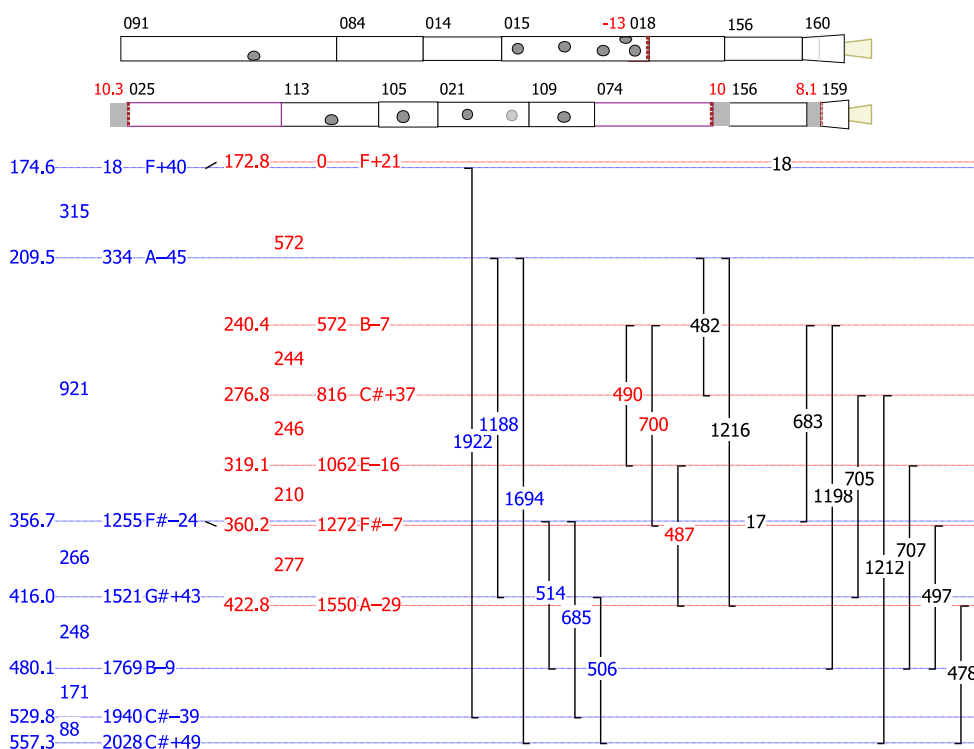 091 084 014 015 -13 018 156 160
10.3 025 113 105 021 109 074 10 156 8.1 159
174.6 18 F+40 172.8 0 F+21 18
315
572
209.5 334 A–45
240.4 572 B–7 482
244
921
276.8 816 C#+37 490
683
1188 700 1216
246
1922
319.1 1062 E–16
705
210 1694 1198
356.7 1255 F#–24 360.2 1272 F#–7 17
487
707
266 277 1212
416.0 1521 G#+43 514 497
422.8 1550 A–29
685
248
480.1 1769 B–9 506 478
171
529.8 1940 C#–39
88
557.3 2028 C#+49